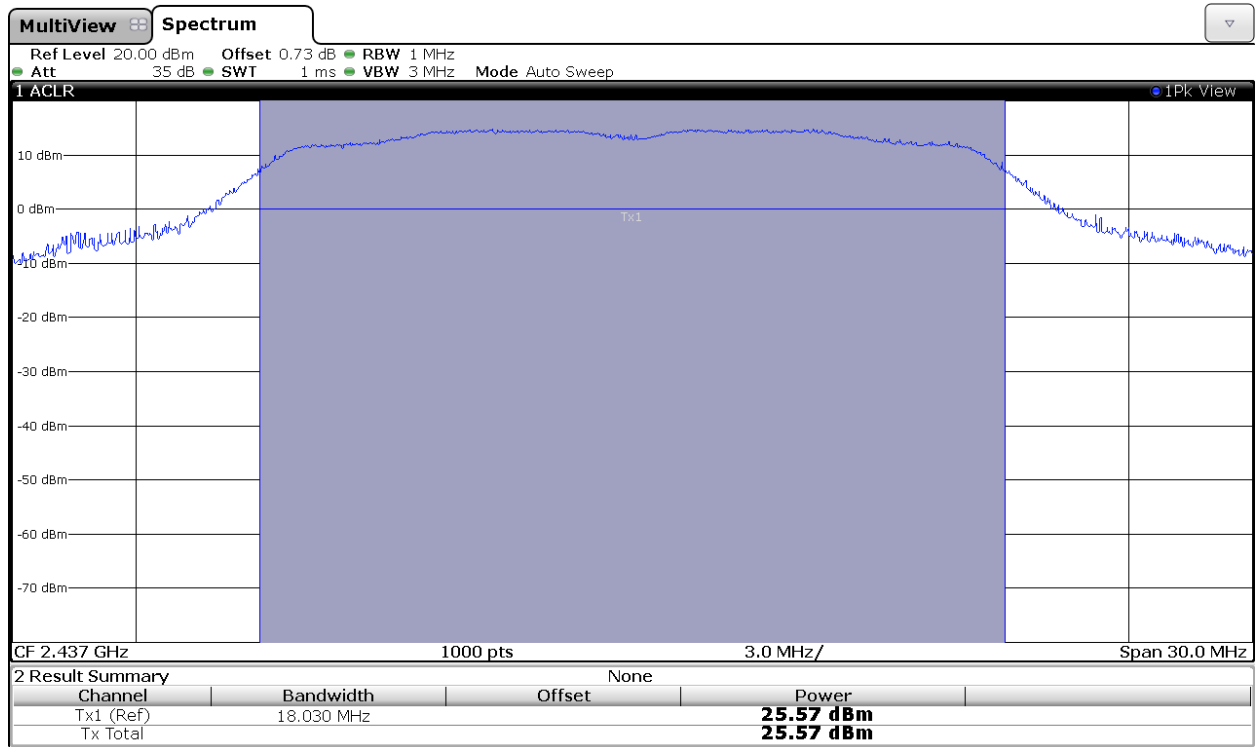 MultiView Spectrum
Ref Level 20.00 dBm Offset 0.73 dB RBW 1 MHz
Att 35 dB SWT 1 ms VBW 3 MHz Mode Auto Sweep
1 ACLR 1Pk View
10 dBm
0 dBm
Tx1
-10 dBm
-20 dBm
-30 dBm
-40 dBm
-50 dBm
-60 dBm
-70 dBm
CF 2.437 GHz 1000 pts 3.0 MHz/ Span 30.0 MHz
2 Result Summary None
Channel Bandwidth Offset Power
Tx1 (Ref) 18.030 MHz 25.57 dBm
Tx Total 25.57 dBm